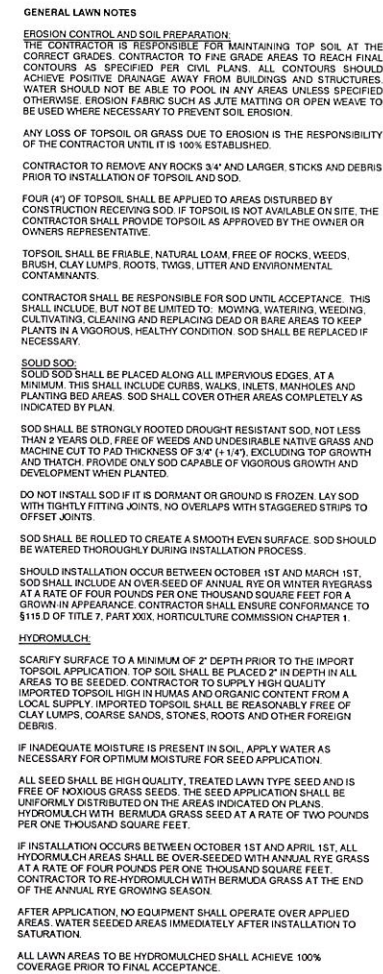 GENERAL LAWN NOTES
EROSION CONTROL AND SOIL PREPARATION:
THE CONTRACTOR IS RESPONSIBLE FOR MAINTAINING TOP SOIL AT THE
CORRECT GRADES. CONTRACTOR TO FINE GRADE AREAS TO REACH FINAL
CONTOURS AS SPECIFIED PER CIVIL PLANS. ALL CONTOURS SHOULD
ACHIEVE POSITIVE DRAINAGE AWAY FROM BUILDINGS AND STRUCTURES.
WATER SHOULD NOT BE ABLE TO POOL IN ANY AREAS UNLESS SPECIFIED
OTHERWISE. EROSION FABRIC SUCH AS JUTE MATTING OR OPEN WEAVE TO
BE USED WHERE NECESSARY TO PREVENT SOIL EROSION.
ANY LOSS OF TOPSOIL OR GRASS DUE TO EROSION IS THE RESPONSIBILITY
OF THE CONTRACTOR UNTIL IT IS 100% ESTABLISHED.
CONTRACTOR TO REMOVE ANY ROCKS 3/4" AND LARGER, STICKS AND DEBRIS
PRIOR TO INSTALLATION OF TOPSOIL AND SOD.
FOUR (4") OF TOPSOIL SHALL BE APPLIED TO AREAS DISTURBED BY
CONSTRUCTION RECEIVING SOD. IF TOPSOIL IS NOT AVAILABLE ON SITE, THE
CONTRACTOR SHALL PROVIDE TOPSOIL AS APPROVED BY THE OWNER OR
OWNERS REPRESENTATIVE.
TOPSOIL SHALL BE FRIABLE, NATURAL LOAM, FREE OF ROCKS, WEEDS,
BRUSH, CLAY LUMPS, ROOTS, TWIGS, LITTER AND ENVIRONMENTAL
CONTAMINANTS.
CONTRACTOR SHALL BE RESPONSIBLE FOR SOD UNTIL ACCEPTANCE. THIS
SHALL INCLUDE, BUT NOT BE LIMITED TO: MOWING, WATERING, WEEDING,
CULTIVATING, CLEANING AND REPLACING DEAD OR BARE AREAS TO KEEP
PLANTS IN A VIGOROUS, HEALTHY CONDITION. SOD SHALL BE REPLACED IF
NECESSARY.
SOLID SOD:
SOLID SOD SHALL BE PLACED ALONG ALL IMPERVIOUS EDGES, AT A
MINIMUM. THIS SHALL INCLUDE CURBS, WALKS, INLETS, MANHOLES AND
PLANTING BED AREAS. SOD SHALL COVER OTHER AREAS COMPLETELY AS
INDICATED BY PLAN.
SOD SHALL BE STRONGLY ROOTED DROUGHT RESISTANT SOD, NOT LESS
THAN 2 YEARS OLD, FREE OF WEEDS AND UNDESIRABLE NATIVE GRASS AND
MACHINE CUT TO PAD THICKNESS OF 3/4" (+ 1/4"), EXCLUDING TOP GROWTH
AND THATCH. PROVIDE ONLY SOD CAPABLE OF VIGOROUS GROWTH AND
DEVELOPMENT WHEN PLANTED.
DO NOT INSTALL SOD IF IT IS DORMANT OR GROUND IS FROZEN. LAY SOD
WITH TIGHTLY FITTING JOINTS, NO OVERLAPS WITH STAGGERED STRIPS TO
OFFSET JOINTS.
SOD SHALL BE ROLLED TO CREATE A SMOOTH EVEN SURFACE. SOD SHOULD
BE WATERED THOROUGHLY DURING INSTALLATION PROCESS.
SHOULD INSTALLATION OCCUR BETWEEN OCTOBER 1ST AND MARCH 1ST,
SOD SHALL INCLUDE AN OVER-SEED OF ANNUAL RYE OR WINTER RYEGRASS
AT A RATE OF FOUR POUNDS PER ONE THOUSAND SQUARE FEET FOR A
GROWN-IN APPEARANCE. CONTRACTOR SHALL ENSURE CONFORMANCE TO
§115.D OF TITLE 7, PART XXIX, HORTICULTURE COMMISSION CHAPTER 1.
HYDROMULCH:
SCARIFY SURFACE TO A MINIMUM OF 2" DEPTH PRIOR TO THE IMPORT
TOPSOIL APPLICATION. TOP SOIL SHALL BE PLACED 2" IN DEPTH IN ALL
AREAS TO BE SEEDED. CONTRACTOR TO SUPPLY HIGH QUALITY
IMPORTED TOPSOIL HIGH IN HUMAS AND ORGANIC CONTENT FROM A
LOCAL SUPPLY. IMPORTED TOPSOIL SHALL BE REASONABLY FREE OF
CLAY LUMPS, COARSE SANDS, STONES, ROOTS AND OTHER FOREIGN
DEBRIS.
IF INADEQUATE MOISTURE IS PRESENT IN SOIL, APPLY WATER AS
NECESSARY FOR OPTIMUM MOISTURE FOR SEED APPLICATION.
ALL SEED SHALL BE HIGH QUALITY, TREATED LAWN TYPE SEED AND IS
FREE OF NOXIOUS GRASS SEEDS. THE SEED APPLICATION SHALL BE
UNIFORMLY DISTRIBUTED ON THE AREAS INDICATED ON PLANS.
HYDROMULCH WITH BERMUDA GRASS SEED AT A RATE OF TWO POUNDS
PER ONE THOUSAND SQUARE FEET.
IF INSTALLATION OCCURS BETWEEN OCTOBER 1ST AND APRIL 1ST, ALL
HYDORMULCH AREAS SHALL BE OVER-SEEDED WITH ANNUAL RYE GRASS
AT A RATE OF FOUR POUNDS PER ONE THOUSAND SQUARE FEET.
CONTRACTOR TO RE-HYDROMULCH WITH BERMUDA GRASS AT THE END
OF THE ANNUAL RYE GROWING SEASON.
AFTER APPLICATION, NO EQUIPMENT SHALL OPERATE OVER APPLIED
AREAS. WATER SEEDED AREAS IMMEDIATELY AFTER INSTALLATION TO
SATURATION.
ALL LAWN AREAS TO BE HYDROMULCHED SHALL ACHIEVE 100%
COVERAGE PRIOR TO FINAL ACCEPTANCE.